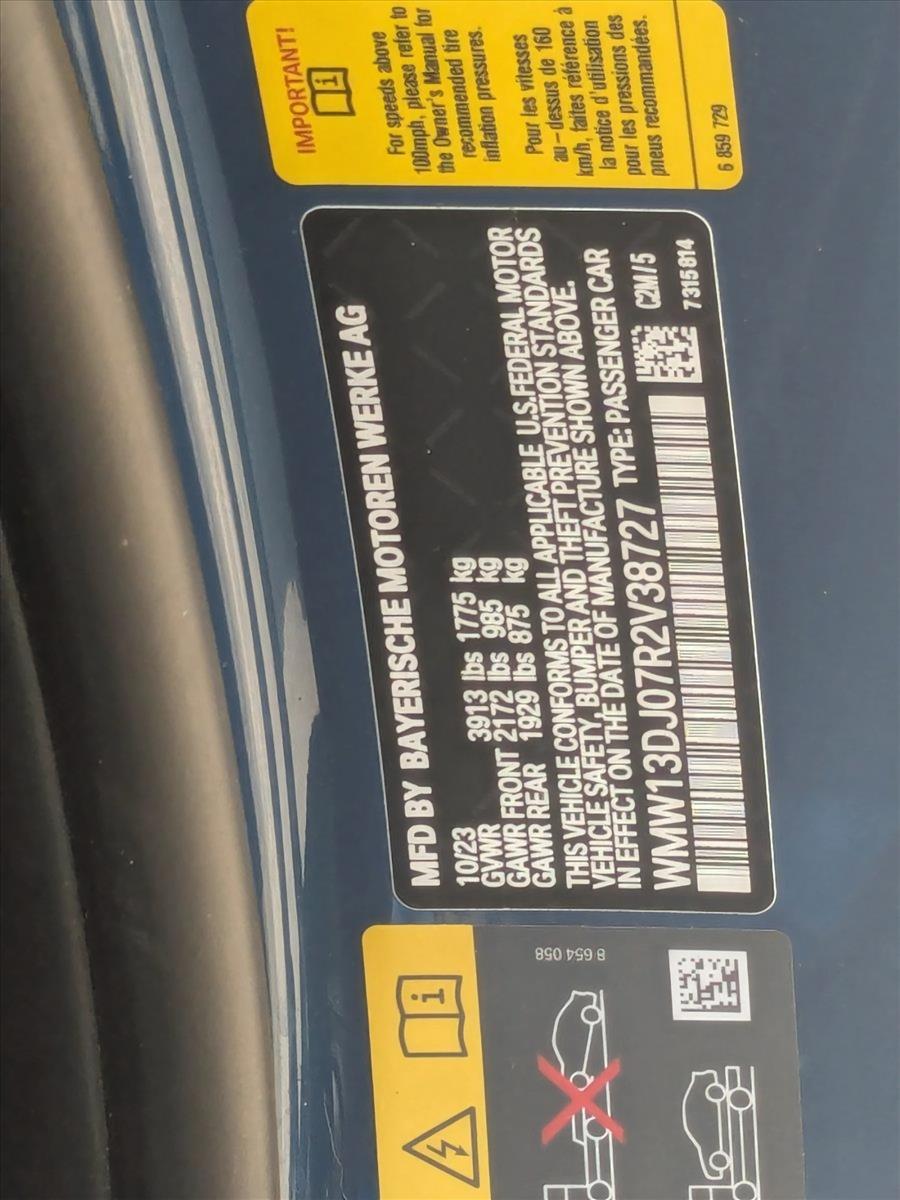 IMPORTANT!
For speeds above
100mph, please refer to
the Owner's Manual for
recommended tire
inflation pressures.
Pour les vitesses
au-dessus de 160
km/h, faites référence à
la notice d'utilisation
pour les pressions des
pneus recommandées.
6 859 729
MFD BY BAYERISCHE MOTOREN WERKE AG
10/23
GVWR 3913 lbs 1775 kg
GAWR FRONT 2172 lbs 985 kg
GAWR REAR 1929 lbs 875 kg
THIS VEHICLE CONFORMS TO ALL APPLICABLE U.S.FEDERAL MOTOR
VEHICLE SAFETY, BUMPER AND THEFT PREVENTION STANDARDS
IN EFFECT ON THE DATE OF MANUFACTURE SHOWN ABOVE.
WMW13DJ07R2V38727 TYPE: PASSENGER CAR
C2M/5
7315814
8 654 058